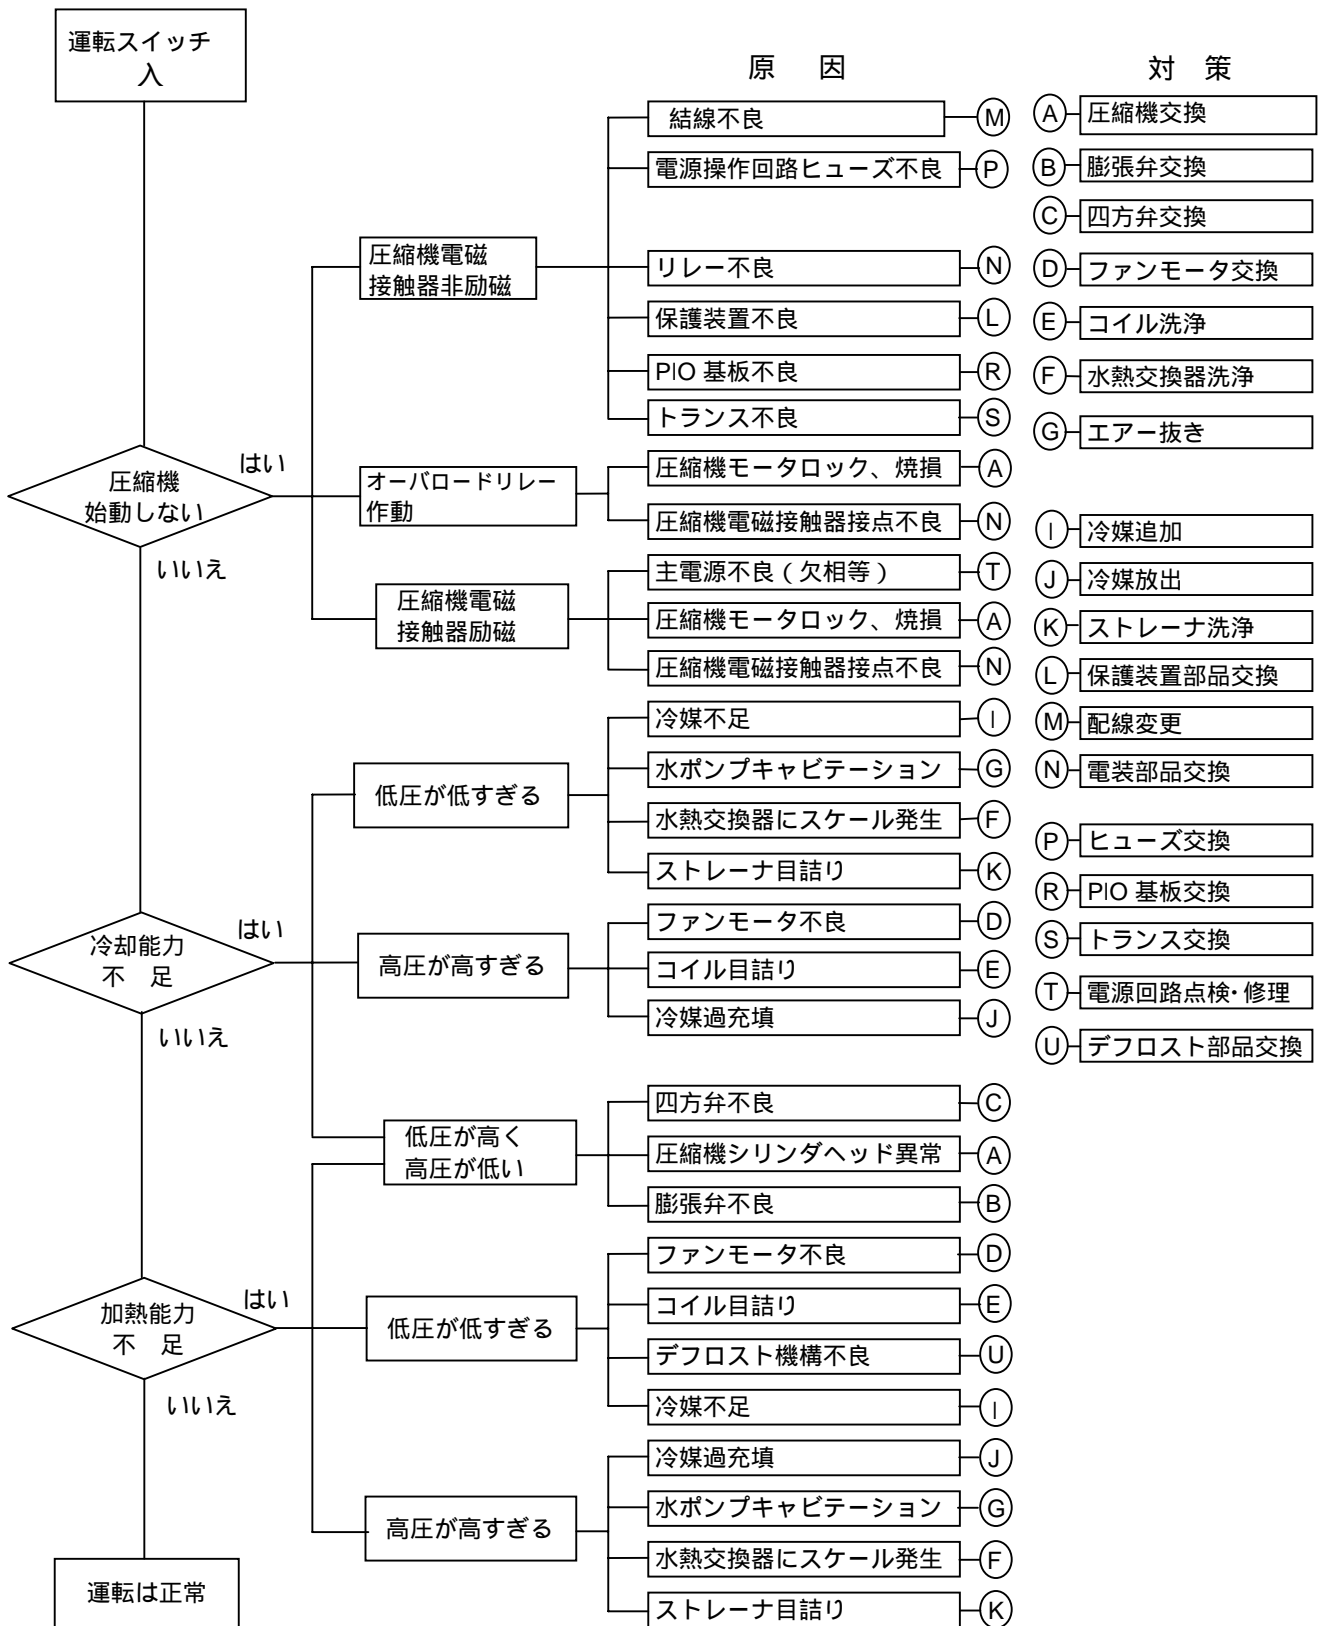 運転スイッチ
入
原 因
対 策
結線不良 M
電源操作回路ヒューズ不良 P
圧縮機電磁
接触器非励磁
リレー不良 N
保護装置不良 L
PIO 基板不良 R
トランス不良 S
圧縮機
始動しない
はい
いいえ
オーバロードリレー
作動
圧縮機モータロック、焼損 A
圧縮機電磁接触器接点不良 N
圧縮機電磁
接触器励磁
主電源不良（欠相等） T
圧縮機モータロック、焼損 A
圧縮機電磁接触器接点不良 N
低圧が低すぎる
冷媒不足 I
水ポンプキャビテーション G
水熱交換器にスケール発生 F
ストレーナ目詰り K
冷却能力
不 足
はい
いいえ
高圧が高すぎる
ファンモータ不良 D
コイル目詰り E
冷媒過充填 J
低圧が高く
高圧が低い
四方弁不良 C
圧縮機シリンダヘッド異常 A
膨張弁不良 B
加熱能力
不 足
はい
いいえ
低圧が低すぎる
ファンモータ不良 D
コイル目詰り E
デフロスト機構不良 U
冷媒不足 I
高圧が高すぎる
冷媒過充填 J
水ポンプキャビテーション G
水熱交換器にスケール発生 F
ストレーナ目詰り K
運転は正常
A 圧縮機交換
B 膨張弁交換
C 四方弁交換
D ファンモータ交換
E コイル洗浄
F 水熱交換器洗浄
G エアー抜き
I 冷媒追加
J 冷媒放出
K ストレーナ洗浄
L 保護装置部品交換
M 配線変更
N 電装部品交換
P ヒューズ交換
R PIO 基板交換
S トランス交換
T 電源回路点検・修理
U デフロスト部品交換